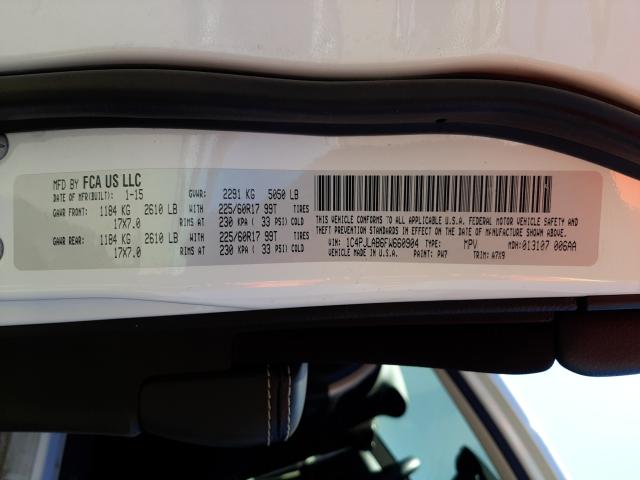 MFD BY FCA US LLC
DATE OF MFR(BUILT): 1-15 GVWR: 2291 KG 5050 LB
GAWR FRONT: 1184 KG 2610 LB WITH 225/60R17 99T TIRES
17X7.0 RIMS AT 230 KPA ( 33 PSI) COLD
GAWR REAR: 1184 KG 2610 LB WITH 225/60R17 99T TIRES
17X7.0 RIMS AT 230 KPA ( 33 PSI) COLD
THIS VEHICLE CONFORMS TO ALL APPLICABLE U.S.A. FEDERAL MOTOR VEHICLE SAFETY AND
THEFT PREVENTION STANDARDS IN EFFECT ON THE DATE OF MANUFACTURE SHOWN ABOVE.
VIN: 1C4PJLAB6FW660904 TYPE: MPV MDH: 013107 006AA
VEHICLE MADE IN U.S.A. PAINT: PW7 TRIM: A7X9